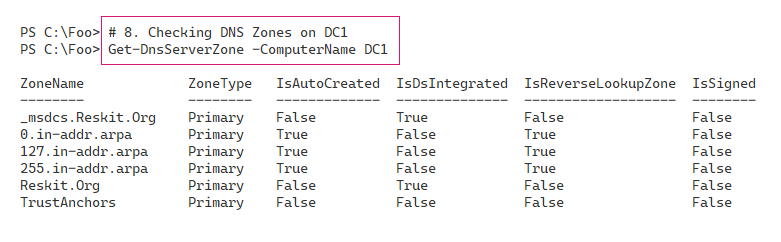 PS C:\Foo> # 8. Checking DNS Zones on DC1
PS C:\Foo> Get-DnsServerZone -ComputerName DC1
ZoneName ZoneType IsAutoCreated IsDsIntegrated IsReverseLookupZone IsSigned
-------- -------- ------------- -------------- ------------------- --------
_msdcs.Reskit.Org Primary False True False False
0.in-addr.arpa Primary True False True False
127.in-addr.arpa Primary True False True False
255.in-addr.arpa Primary True False True False
Reskit.Org Primary False True False False
TrustAnchors Primary False False False False